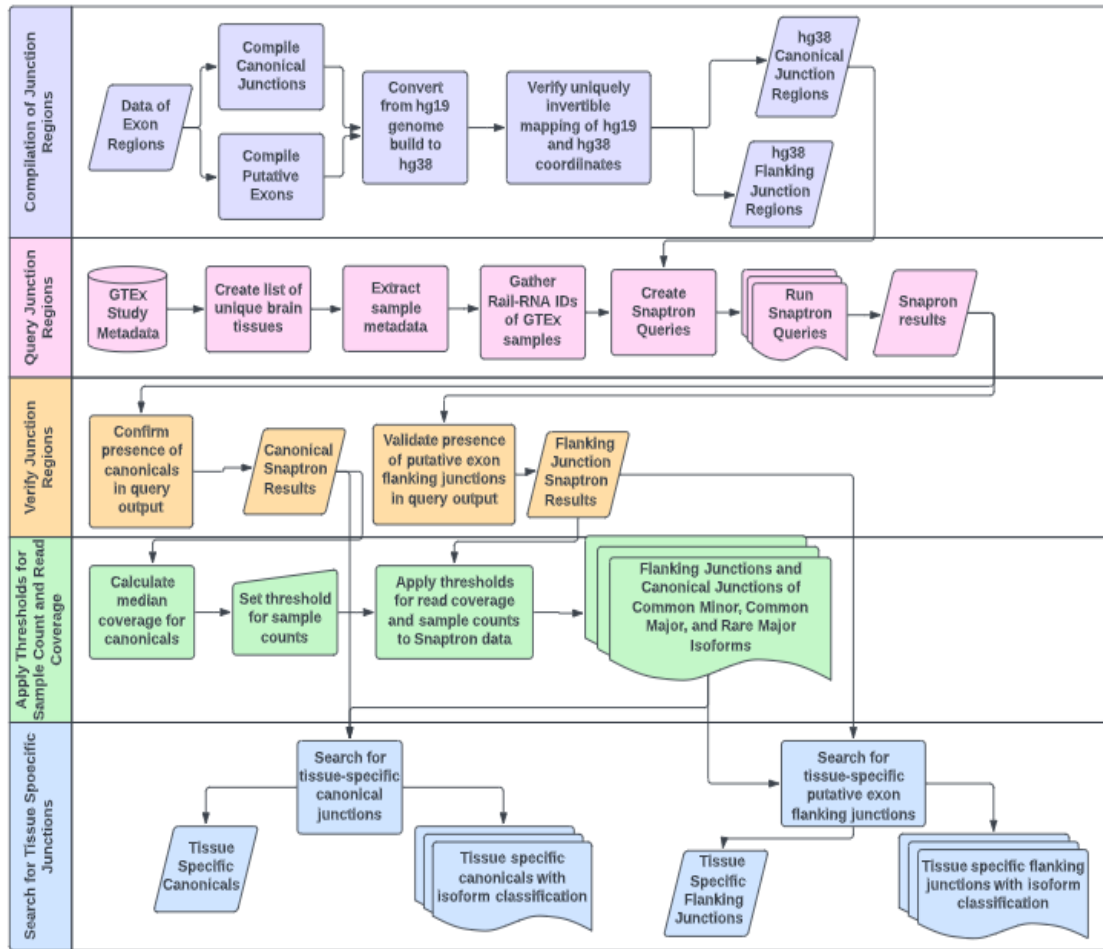 Compilation of Junction
Regions
Data of
Exon
Regions
Compile
Canonical
Junctions
Compile
Putative
Exons
Convert
from hg19
genome
build to
hg38
Verify uniquely
invertible
mapping of hg19
and hg38
coordiinates
hg38
Canonical
Junction
Regions
hg38
Flanking
Junction
Regions
Query Junction
Regions
GTEx
Study
Metadata
Create list of
unique brain
tissues
Extract
sample
metadata
Gather
Rail-RNA IDs
of GTEx
samples
Create
Snaptron
Queries
Run
Snaptron
Queries
Snapron
results
Verify Junction
Regions
Confirm
presence of
canonicals
in query
output
Canonical
Snaptron
Results
Validate presence
of putative exon
flanking junctions
in query output
Flanking
Junction
Snaptron
Results
Apply Thresholds for
Sample Count and Read
Coverage
Calculate
median
coverage for
canonicals
Set threshold
for sample
counts
Apply thresholds
for read coverage
and sample counts
to Snaptron data
Flanking Junctions and
Canonical Junctions of
Common Minor, Common
Major, and Rare Major
Isoforms
Search for Tissue Spoecific
Junctions
Search for
tissue-specific
canonical
junctions
Tissue
Specific
Canonicals
Tissue specific
canonicals with
isoform classification
Search for
tissue-specific
putative exon
flanking junctions
Tissue
Specific
Flanking
Junctions
Tissue specific flanking
junctions with isoform
classification